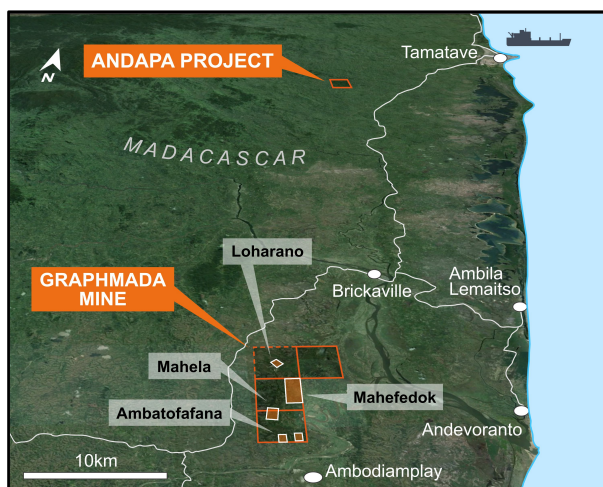 Tamatave
N
ANDAPA PROJECT
MADACASCAR
Loharano
GRAPHMADA
MINE
Brickaville
Ambila
Lemaitso
Mahela
Mahefedok
Ambatofafana
Andevoranto
10km
Ambodiamplay